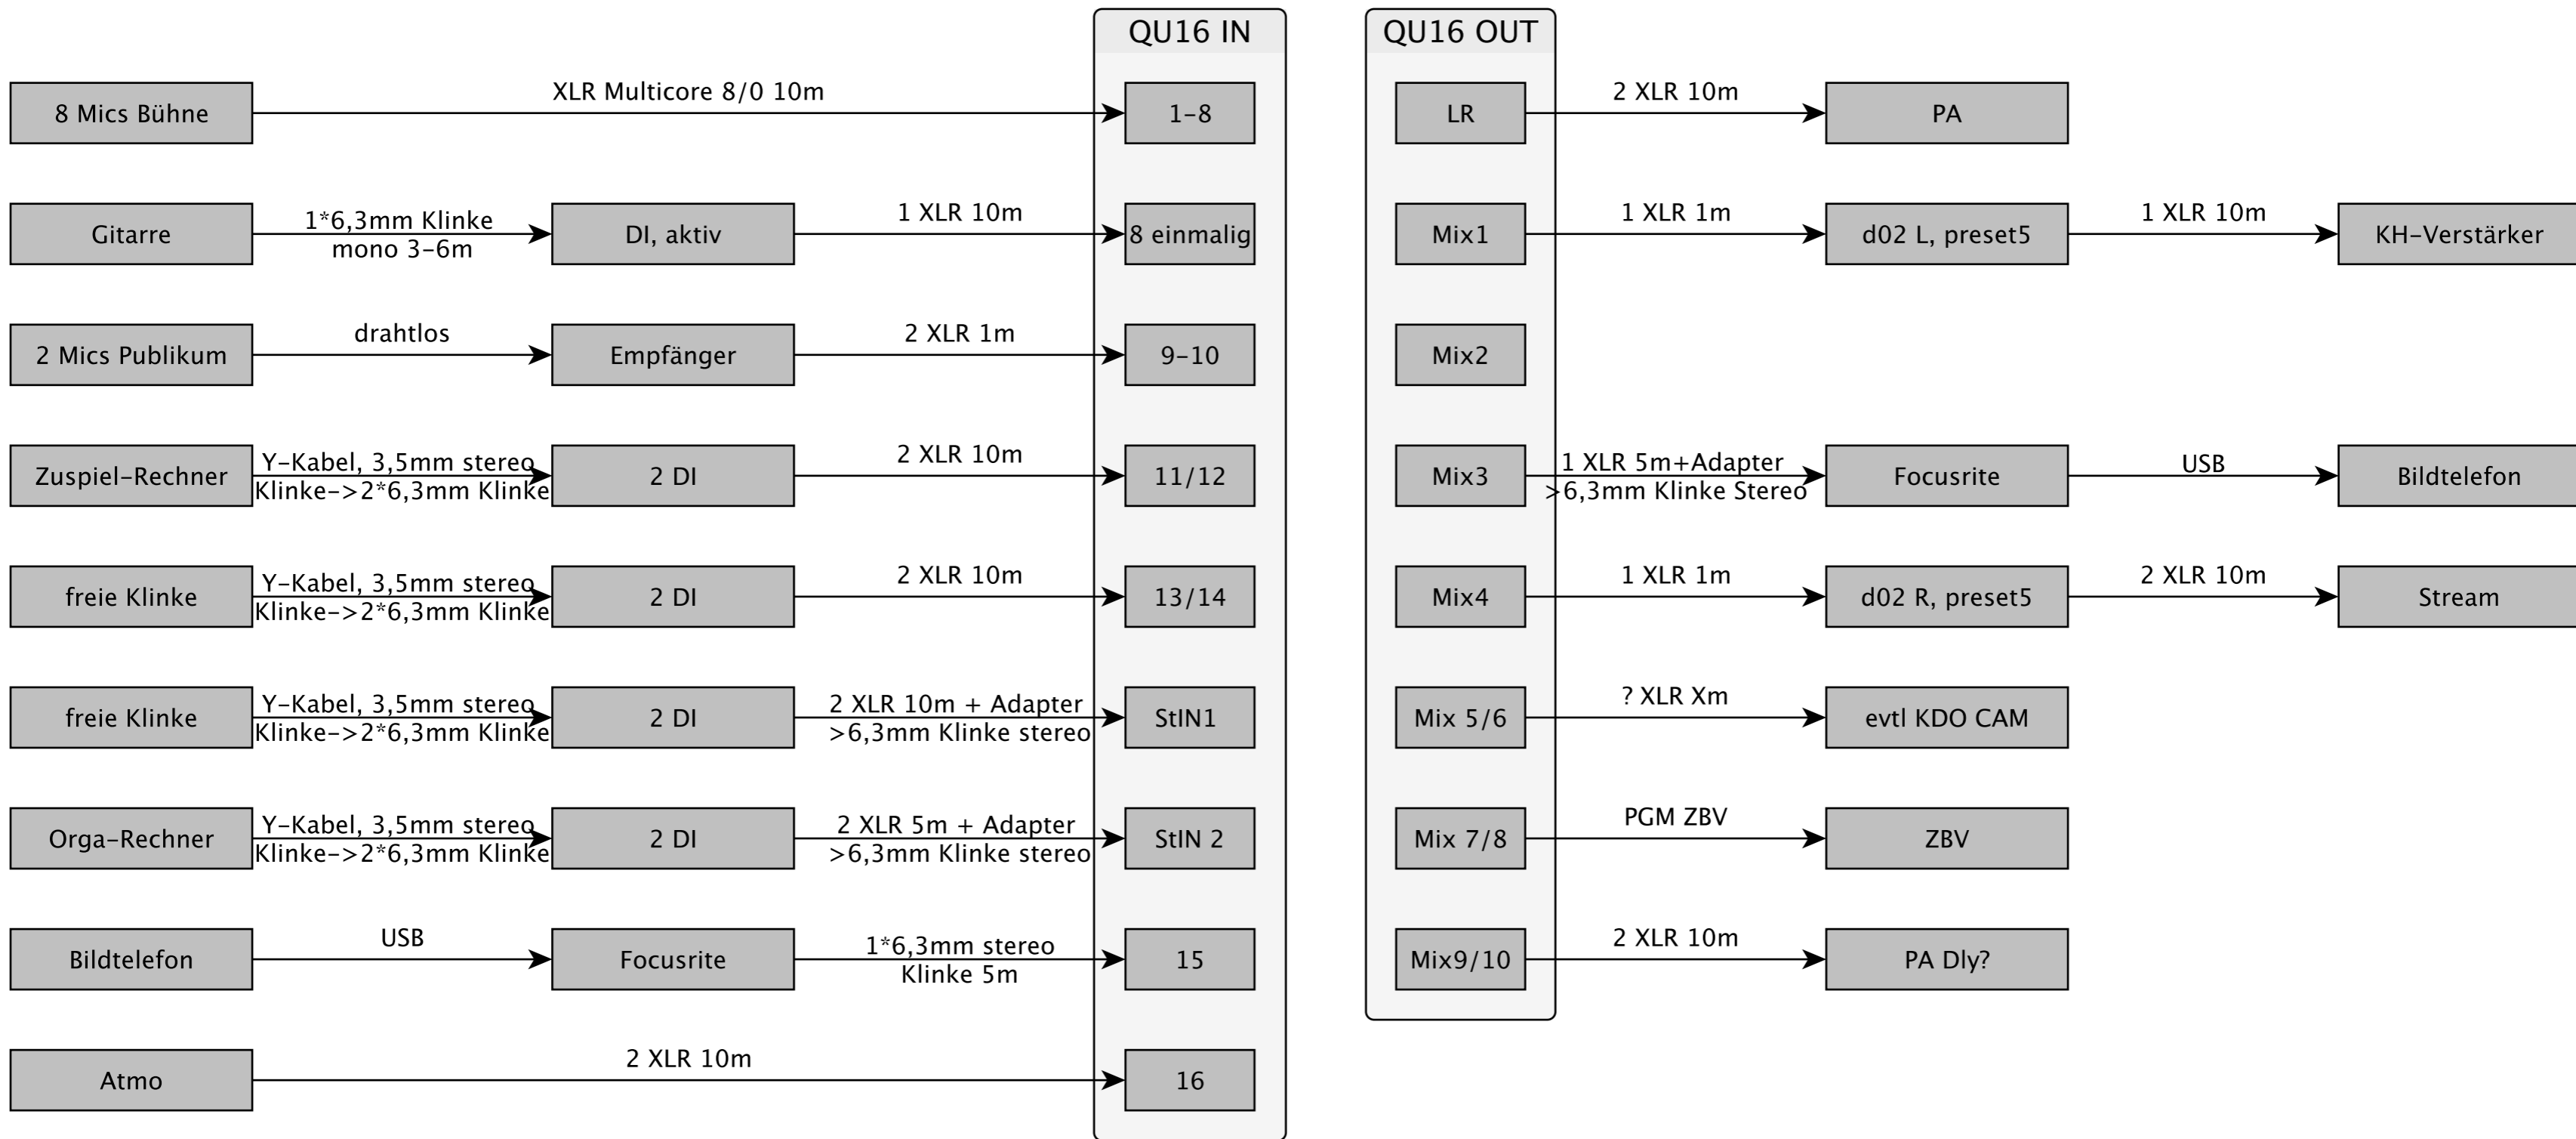 QU16 IN
8 Mics Bühne
XLR Multicore 8/0 10m
1-8
Gitarre
1*6,3mm Klinke
mono 3-6m
DI, aktiv
1 XLR 10m
8 einmalig
2 Mics Publikum
drahtlos
Empfänger
2 XLR 1m
9-10
Zuspiel-Rechner
Y-Kabel, 3,5mm stereo
Klinke->2*6,3mm Klinke
2 DI
2 XLR 10m
11/12
freie Klinke
Y-Kabel, 3,5mm stereo
Klinke->2*6,3mm Klinke
2 DI
2 XLR 10m
13/14
freie Klinke
Y-Kabel, 3,5mm stereo
Klinke->2*6,3mm Klinke
2 DI
2 XLR 10m + Adapter
>6,3mm Klinke stereo
StIN1
Orga-Rechner
Y-Kabel, 3,5mm stereo
Klinke->2*6,3mm Klinke
2 DI
2 XLR 5m + Adapter
>6,3mm Klinke stereo
StIN 2
Bildtelefon
USB
Focusrite
1*6,3mm stereo
Klinke 5m
15
Atmo
2 XLR 10m
16
QU16 OUT
LR
2 XLR 10m
PA
Mix1
1 XLR 1m
d02 L, preset5
1 XLR 10m
KH-Verstärker
Mix2
Mix3
1 XLR 5m+Adapter
>6,3mm Klinke Stereo
Focusrite
USB
Bildtelefon
Mix4
1 XLR 1m
d02 R, preset5
2 XLR 10m
Stream
Mix 5/6
? XLR Xm
evtl KDO CAM
Mix 7/8
PGM ZBV
ZBV
Mix9/10
2 XLR 10m
PA Dly?